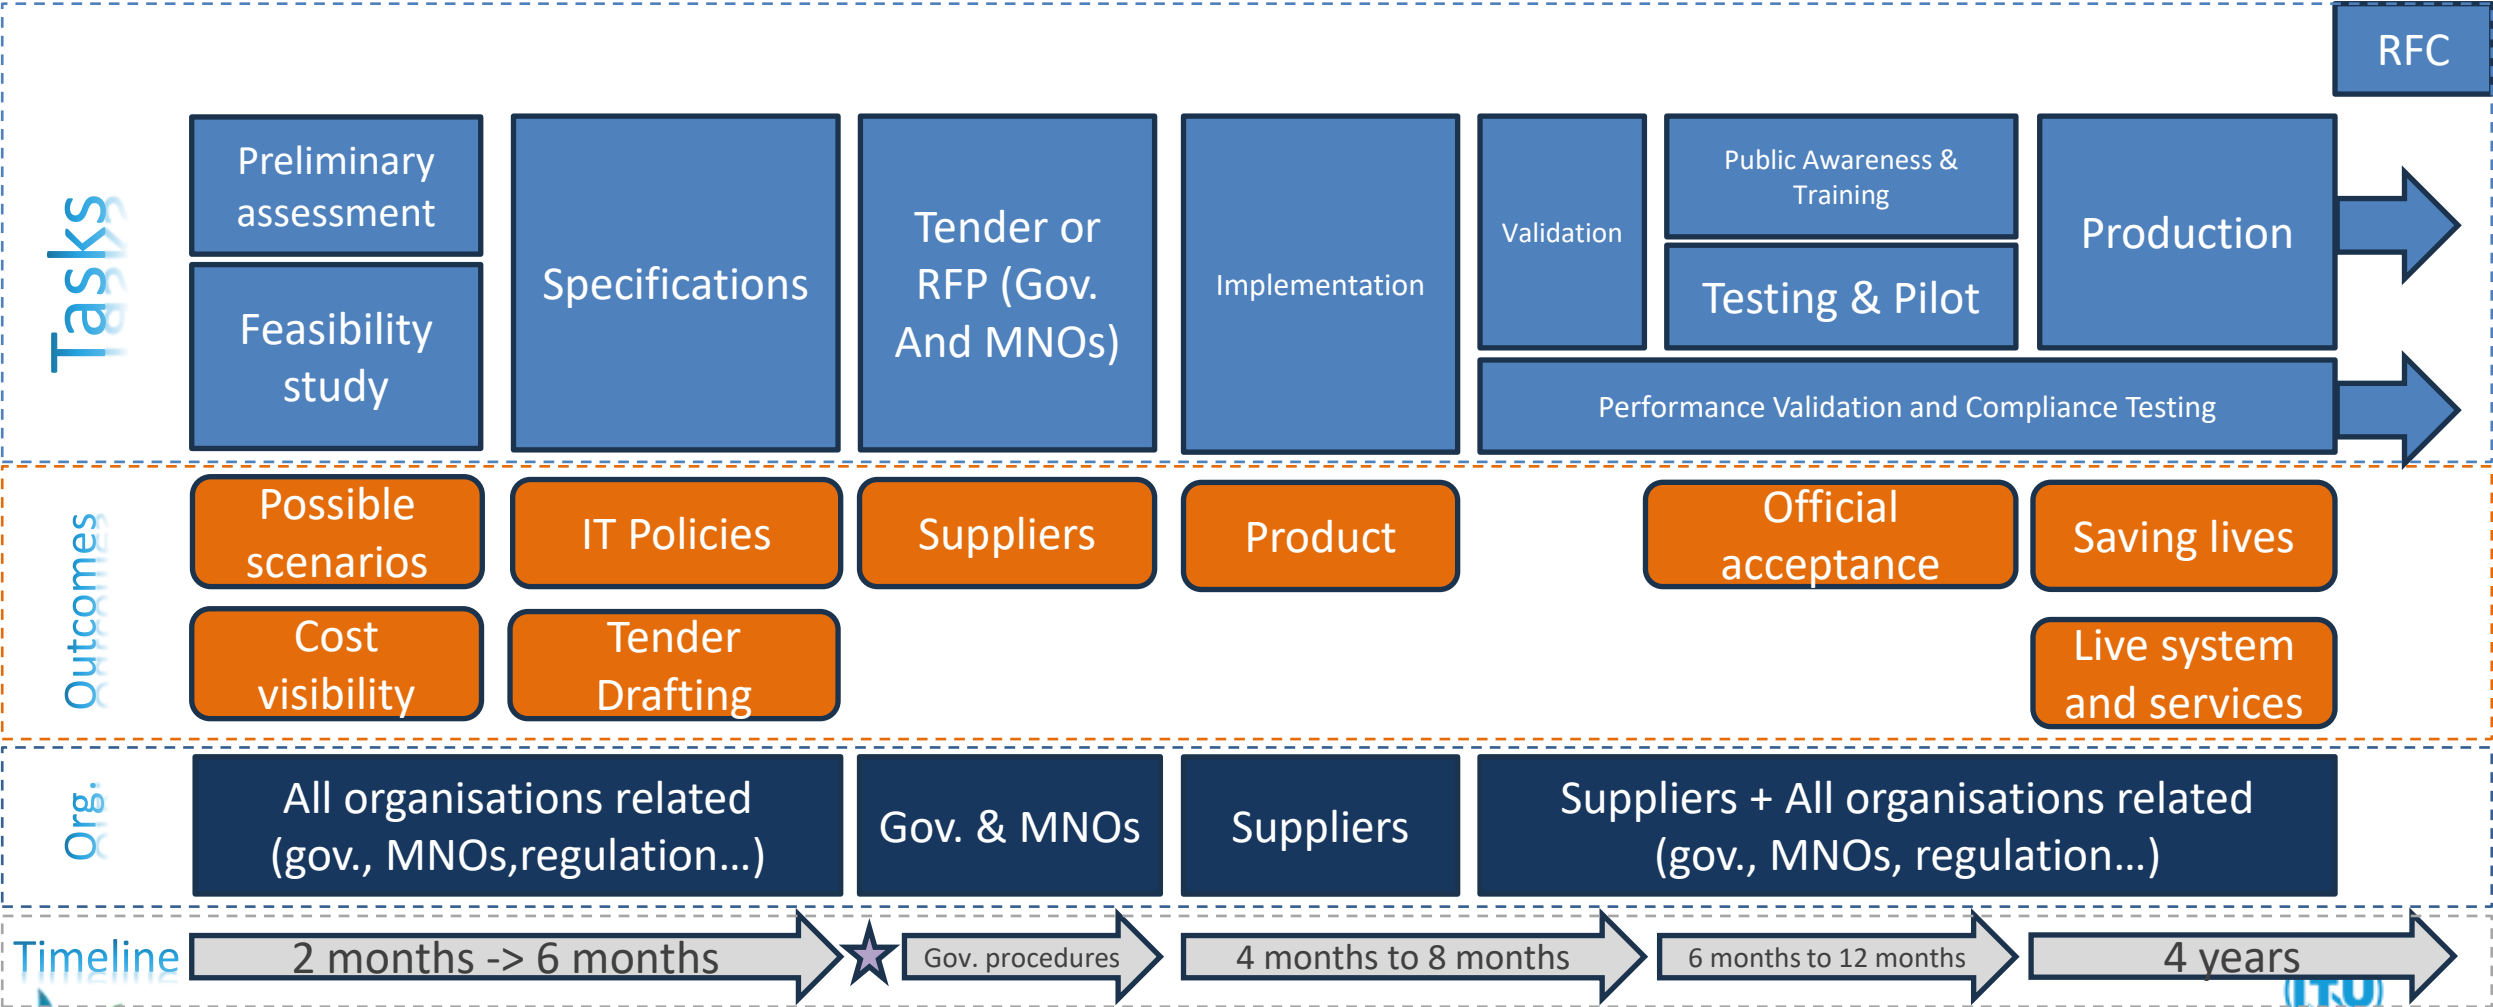 RFC
Tasks
Preliminary
assessment
Feasibility
study
Specifications
Tender or
RFP (Gov.
And MNOs)
Implementation
Validation
Public Awareness &
Training
Testing & Pilot
Production
Performance Validation and Compliance Testing
Outcomes
Possible
scenarios
IT Policies
Suppliers
Product
Official
acceptance
Saving lives
Cost
visibility
Tender
Drafting
Live system
and services
Org.
All organisations related
(gov., MNOs,regulation...)
Gov. & MNOs
Suppliers
Suppliers + All organisations related
(gov., MNOs, regulation...)
Timeline
2 months -> 6 months
Gov. procedures
4 months to 8 months
6 months to 12 months
4 years
ITU